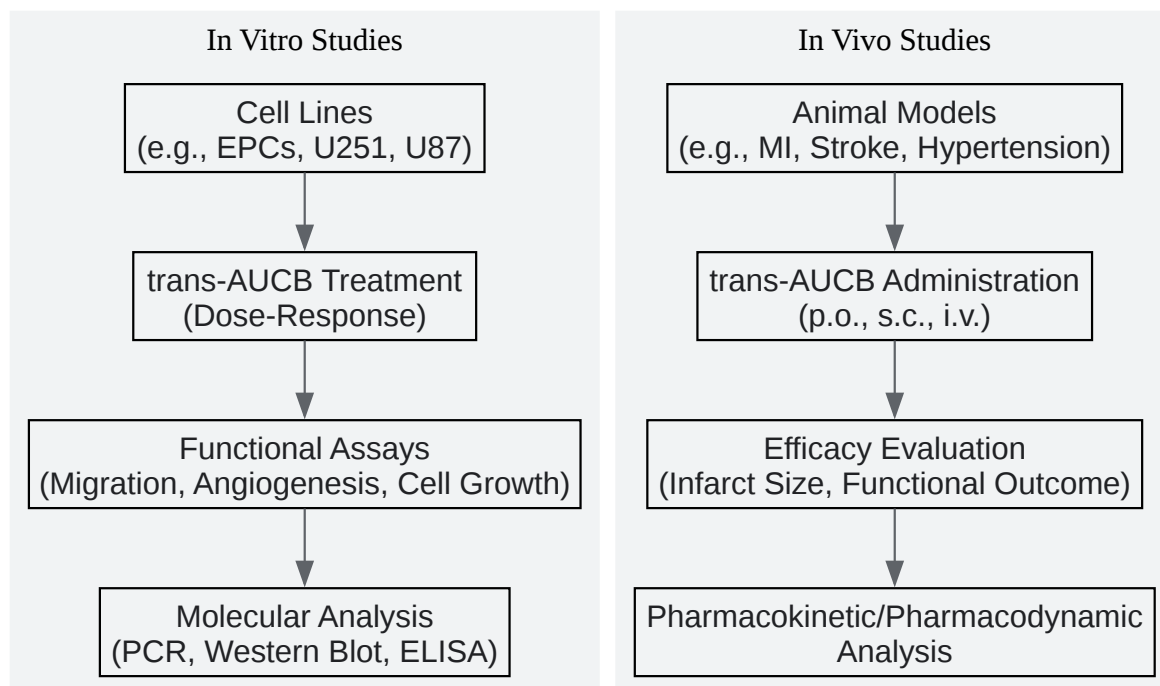 In Vitro Studies
Cell Lines
(e.g., EPCs, U251, U87)
trans-AUCB Treatment
(Dose-Response)
Functional Assays
(Migration, Angiogenesis, Cell Growth)
Molecular Analysis
(PCR, Western Blot, ELISA)
In Vivo Studies
Animal Models
(e.g., MI, Stroke, Hypertension)
trans-AUCB Administration
(p.o., s.c., i.v.)
Efficacy Evaluation
(Infarct Size, Functional Outcome)
Pharmacokinetic/Pharmacodynamic
Analysis